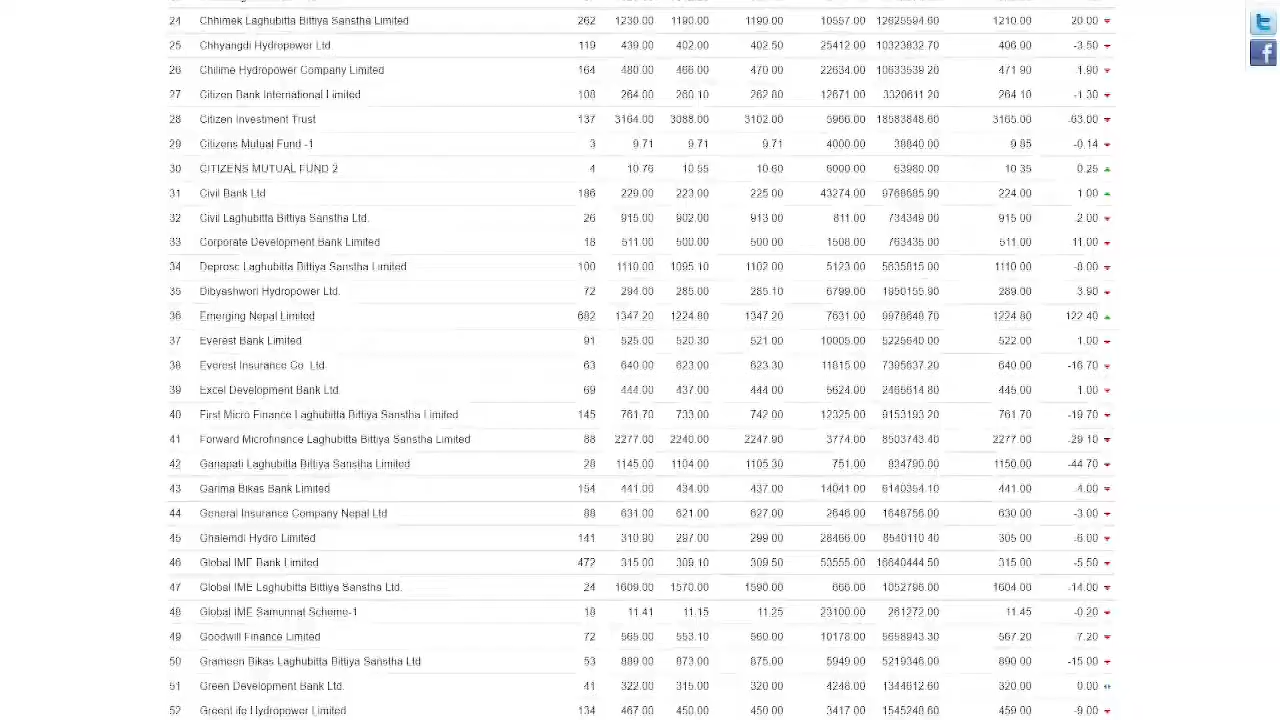 24 Chhimek Laghubitta Bittiya Sanstha Limited 262 1239.00 1190.00 1190.00 10557.00 12625594.60 1210.00 20.00
25 Chhyangdi Hydropower Ltd 119 439.00 402.00 402.50 25412.00 10323832.70 406.00 -3.50
26 Chilime Hydropower Company Limited 164 480.00 466.00 470.00 22634.00 10633539.20 471.90 1.90
27 Citizen Bank International Limited 108 264.00 260.10 262.80 12671.00 3320611.20 264.10 -1.30
28 Citizen Investment Trust 137 3164.00 3088.00 3102.00 5966.00 18583848.60 3165.00 -63.00
29 Citizens Mutual Fund -1 3 9.71 9.71 9.71 4000.00 38840.00 9.85 -0.14
30 CITIZENS MUTUAL FUND 2 4 10.76 10.55 10.60 6000.00 63980.00 10.35 0.25
31 Civil Bank Ltd 186 229.00 223.00 225.00 43274.00 9768685.90 224.00 1.00
32 Civil Laghubitta Bittiya Sanstha Ltd. 26 915.00 902.00 913.00 811.00 734349.00 915.00 2.00
33 Corporate Development Bank Limited 18 511.00 500.00 500.00 1508.00 763435.00 511.00 11.00
34 Deprosc Laghubitta Bittiya Sanstha Limited 100 1110.00 1095.10 1102.00 5123.00 5635815.00 1110.00 -8.00
35 Dibyashwori Hydropower Ltd. 72 294.00 285.00 285.10 6799.00 1950155.90 289.00 3.90
36 Emerging Nepal Limited 682 1347.20 1224.80 1347.20 7631.00 9978648.70 1224.80 122.40
37 Everest Bank Limited 91 525.00 520.30 521.00 10005.00 5225640.00 522.00 1.00
38 Everest Insurance Co. Ltd. 63 640.00 623.00 623.30 11815.00 7395637.20 640.00 -16.70
39 Excel Development Bank Ltd. 69 444.00 437.00 444.00 5624.00 2465614.80 445.00 1.00
40 First Micro Finance Laghubitta Bittiya Sanstha Limited 145 761.70 733.00 742.00 12325.00 9153193.20 761.70 -19.70
41 Forward Microfinance Laghubitta Bittiya Sanstha Limited 88 2277.00 2240.00 2247.90 3774.00 8503743.40 2277.00 -29.10
42 Ganapati Laghubitta Bittiya Sanstha Limited 28 1145.00 1104.00 1105.30 751.00 834790.00 1150.00 -44.70
43 Garima Bikas Bank Limited 154 441.00 434.00 437.00 14041.00 6140354.10 441.00 4.00
44 General Insurance Company Nepal Ltd 88 631.00 621.00 627.00 2646.00 1648756.00 630.00 -3.00
45 Ghalemdi Hydro Limited 141 310.90 297.00 299.00 28466.00 8540110.40 305.00 -6.00
46 Global IME Bank Limited 472 315.00 309.10 309.50 53555.00 16640444.50 315.00 -5.50
47 Global IME Laghubitta Bittiya Sanstha Ltd. 24 1609.00 1570.00 1590.00 666.00 1052796.00 1604.00 -14.00
48 Global IME Samunnat Scheme-1 18 11.41 11.15 11.25 23100.00 261272.00 11.45 -0.20
49 Goodwill Finance Limited 72 565.00 553.10 560.00 10178.00 5658943.30 567.20 7.20
50 Grameen Bikas Laghubitta Bittiya Sanstha Ltd 53 889.00 873.00 875.00 5949.00 5219346.00 890.00 -15.00
51 Green Development Bank Ltd. 41 322.00 315.00 320.00 4248.00 1344612.60 320.00 0.00
52 GreenLife Hydropower Limited 134 467.00 450.00 450.00 3417.00 1545248.60 459.00 -9.00